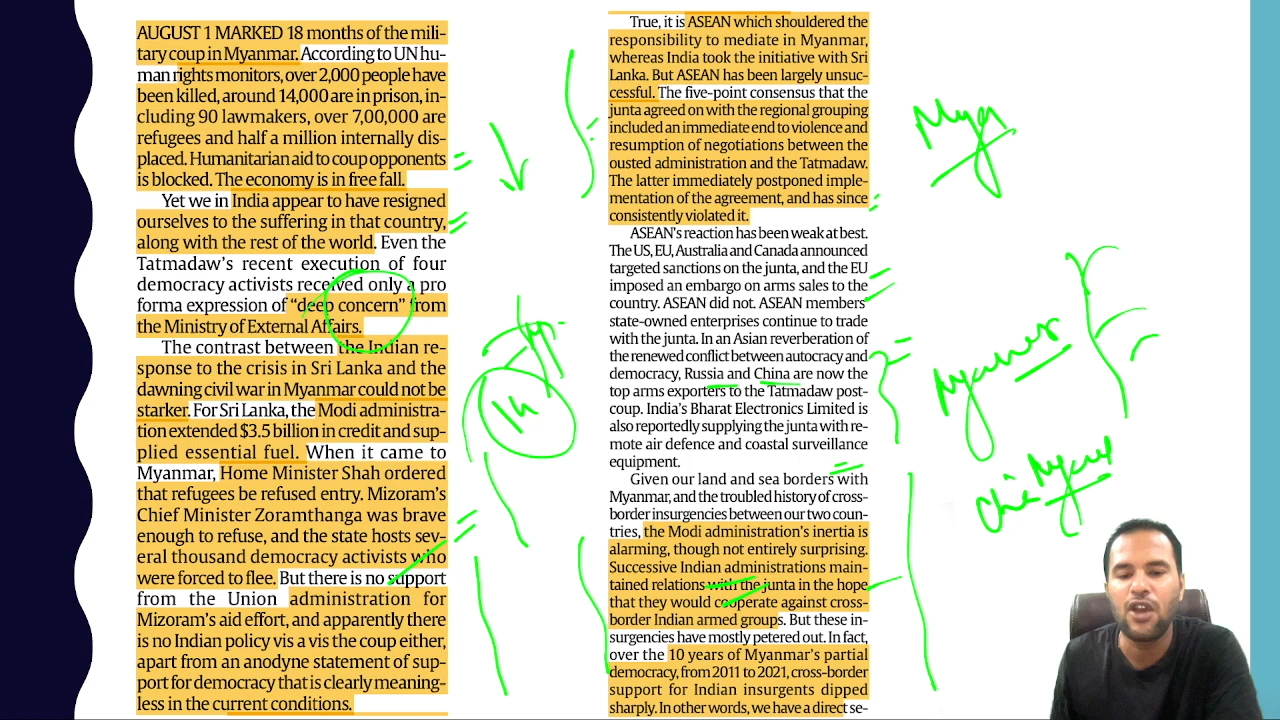 AUGUST 1 MARKED 18 months of the mili-
tary coup in Myanmar. According to UN hu-
man rights monitors, over 2,000 people have
been killed, around 14,000 are in prison, in-
cluding 90 lawmakers, over 7,00,000 are
refugees and half a million internally dis-
placed. Humanitarian aid to coup opponents
is blocked. The economy is in free fall.
Yet we in India appear to have resigned
ourselves to the suffering in that country,
along with the rest of the world. Even the
Tatmadaw's recent execution of four
democracy activists received only a pro
forma expression of "deep concern" from
the Ministry of External Affairs.
The contrast between the Indian re-
sponse to the crisis in Sri Lanka and the
dawning civil war in Myanmar could not be
starker. For Sri Lanka, the Modi administra-
tion extended $3.5 billion in credit and sup-
plied essential fuel. When it came to
Myanmar, Home Minister Shah ordered
that refugees be refused entry. Mizoram's
Chief Minister Zoramthanga was brave
enough to refuse, and the state hosts sev-
eral thousand democracy activists who
were forced to flee. But there is no support
from the Union administration for
Mizoram's aid effort, and apparently there
is no Indian policy vis a vis the coup either,
apart from an anodyne statement of sup-
port for democracy that is clearly meaning-
less in the current conditions.
True, it is ASEAN which shouldered the
responsibility to mediate in Myanmar,
whereas India took the initiative with Sri
Lanka. But ASEAN has been largely unsuc-
cessful. The five-point consensus that the
junta agreed on with the regional grouping
included an immediate end to violence and
resumption of negotiations between the
ousted administration and the Tatmadaw.
The latter immediately postponed imple-
mentation of the agreement, and has since
consistently violated it.
ASEAN's reaction has been weak at best.
The US, EU, Australia and Canada announced
targeted sanctions on the junta, and the EU
imposed an embargo on arms sales to the
country. ASEAN did not. ASEAN members'
state-owned enterprises continue to trade
with the junta. In an Asian reverberation of
the renewed conflict between autocracy and
democracy, Russia and China are now the
top arms exporters to the Tatmadaw post-
coup. India's Bharat Electronics Limited is
also reportedly supplying the junta with re-
mote air defence and coastal surveillance
equipment.
Given our land and sea borders with
Myanmar, and the troubled history of cross-
border insurgencies between our two coun-
tries, the Modi administration's inertia is
alarming, though not entirely surprising.
Successive Indian administrations main-
tained relations with the junta in the hope
that they would cooperate against cross-
border Indian armed groups. But these in-
surgencies have mostly petered out. In fact,
over the 10 years of Myanmar's partial
democracy, from 2011 to 2021, cross-border
support for Indian insurgents dipped
sharply. In other words, we have a direct se-